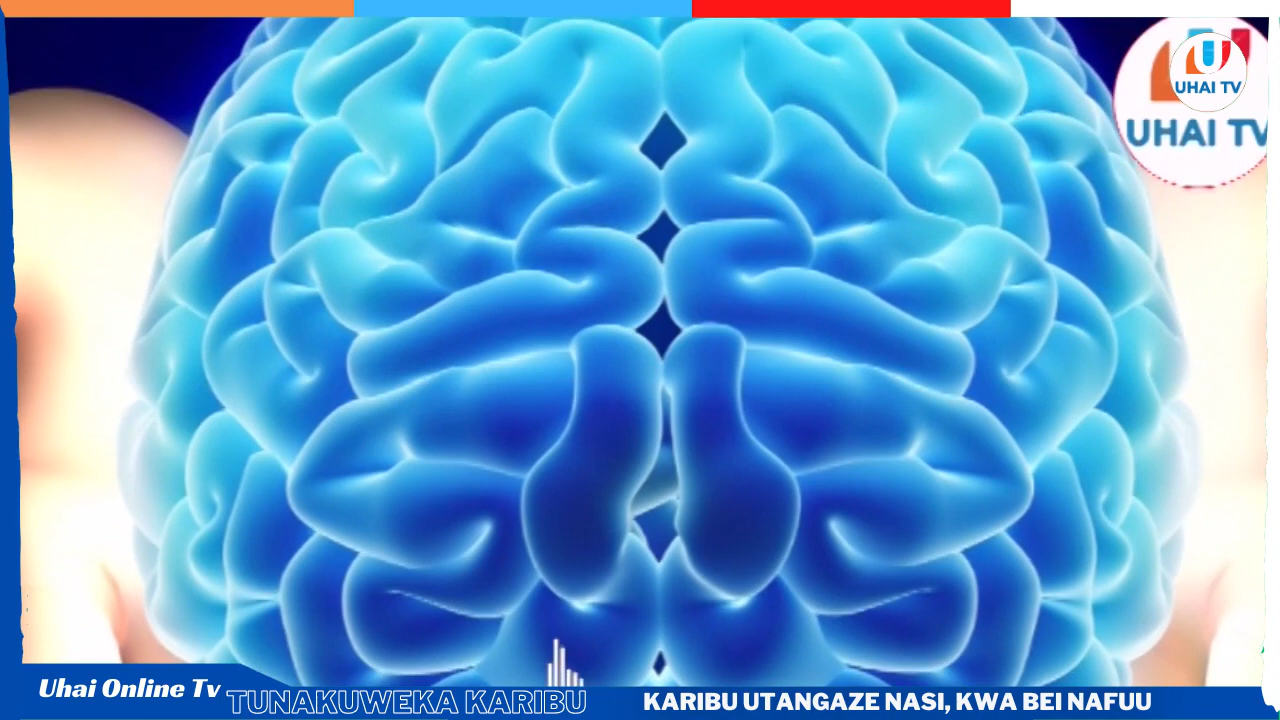 UHAI TV
UHAI TV
Uhai Online Tv
TUNAKUWEKA KARIBU
KARIBU UTANGAZE NASI, KWA BEI NAFUU